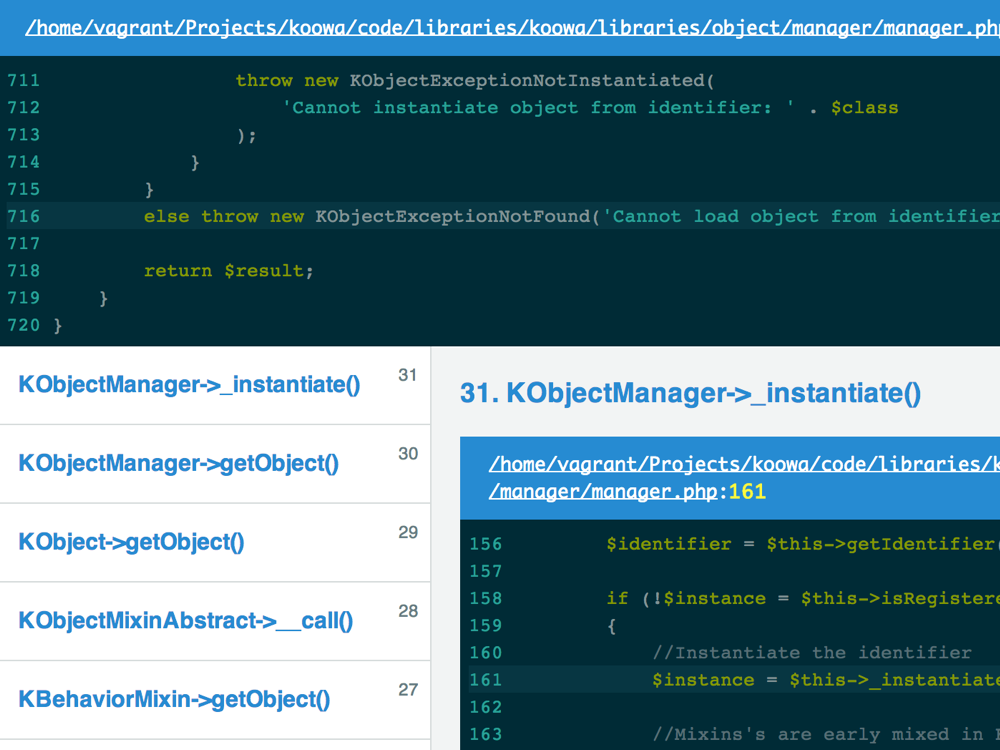 /home/vagrant/Projects/koowa/code/libraries/koowa/libraries/object/manager/manager.php
711 throw new KObjectExceptionNotInstantiated(
712 'Cannot instantiate object from identifier: ' . $class
713 );
714 }
715 }
716 else throw new KObjectExceptionNotFound('Cannot load object from identifier
717
718 return $result;
719 }
720 }
KObjectManager->_instantiate() 31
KObjectManager->getObject() 30
KObject->getObject() 29
KObjectMixinAbstract->__call() 28
KBehaviorMixin->getObject() 27
31. KObjectManager->_instantiate()
/home/vagrant/Projects/koowa/code/libraries/k
/manager/manager.php:161
156 $identifier = $this->getIdentifier(
157
158 if (!$instance = $this->isRegistere
159 {
160 //Instantiate the identifier
161 $instance = $this->_instantiate
162
163 //Mixins's are early mixed in